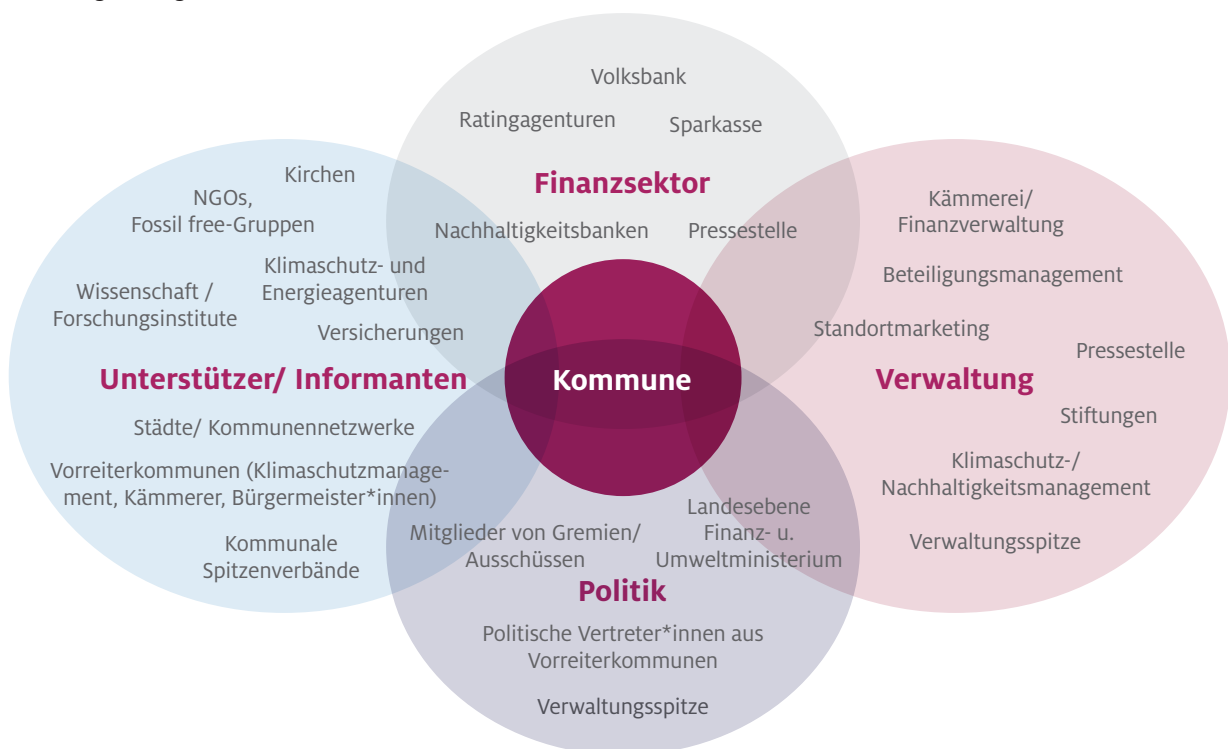 Volksbank
Ratingagenturen
Sparkasse
Finanzsektor
Nachhaltigkeitsbanken
Pressestelle
Kirchen
NGOs,
Fossil free-Gruppen
Klimaschutz- und
Energieagenturen
Wissenschaft /
Forschungsinstitute
Versicherungen
Unterstützer/ Informanten
Städte/ Kommunennetzwerke
Vorreiterkommunen (Klimaschutzmanage-
ment, Kämmerer, Bürgermeister*innen)
Kommunale
Spitzenverbände
Kommune
Kämmerei/
Finanzverwaltung
Beteiligungsmanagement
Standortmarketing
Pressestelle
Verwaltung
Stiftungen
Klimaschutz-/
Nachhaltigkeitsmanagement
Verwaltungsspitze
Mitglieder von Gremien/
Ausschüssen
Landesebene
Finanz- u.
Umweltministerium
Politik
Politische Vertreter*innen aus
Vorreiterkommunen
Verwaltungsspitze